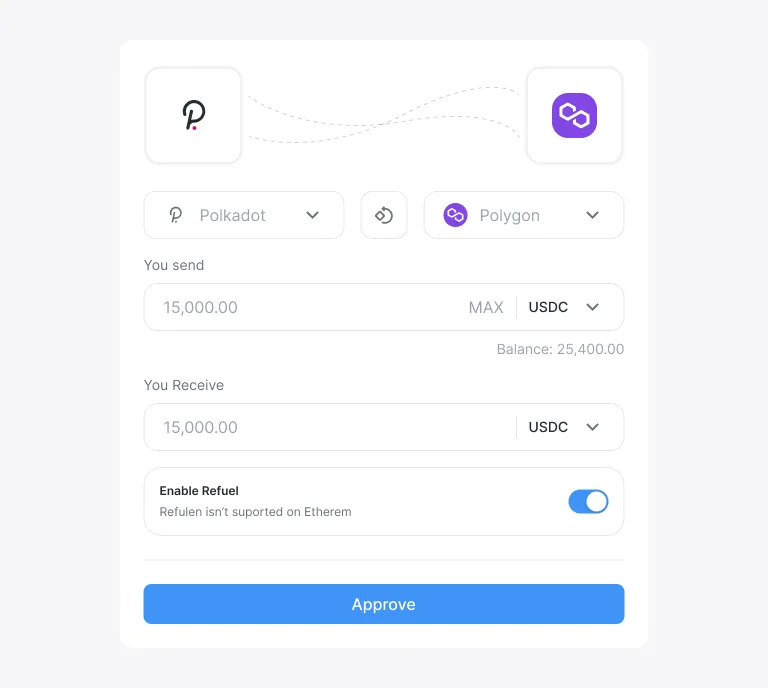 Polkadot
Polygon
You send
15,000.00 MAX USDC
Balance: 25,400.00
You Receive
15,000.00 USDC
Enable Refuel
Refulen isn't suported on Etherem
Approve